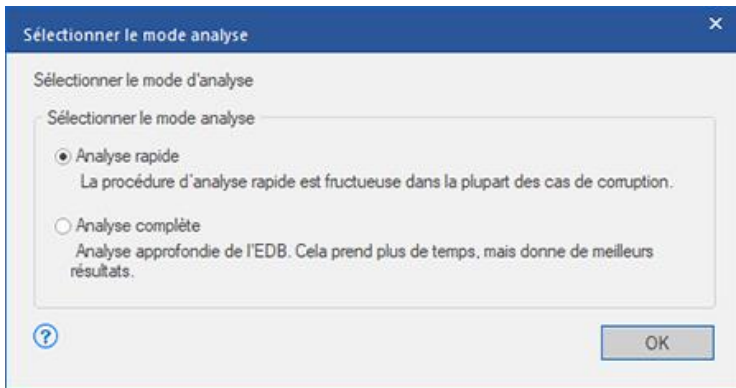 Sélectionner le mode analyse
Sélectionner le mode d'analyse
Sélectionner le mode analyse
Analyse rapide
La procédure d'analyse rapide est fructueuse dans la plupart des cas de corruption.
Analyse complète
Analyse approfondie de l'EDB. Cela prend plus de temps, mais donne de meilleurs
résultats.
?
OK